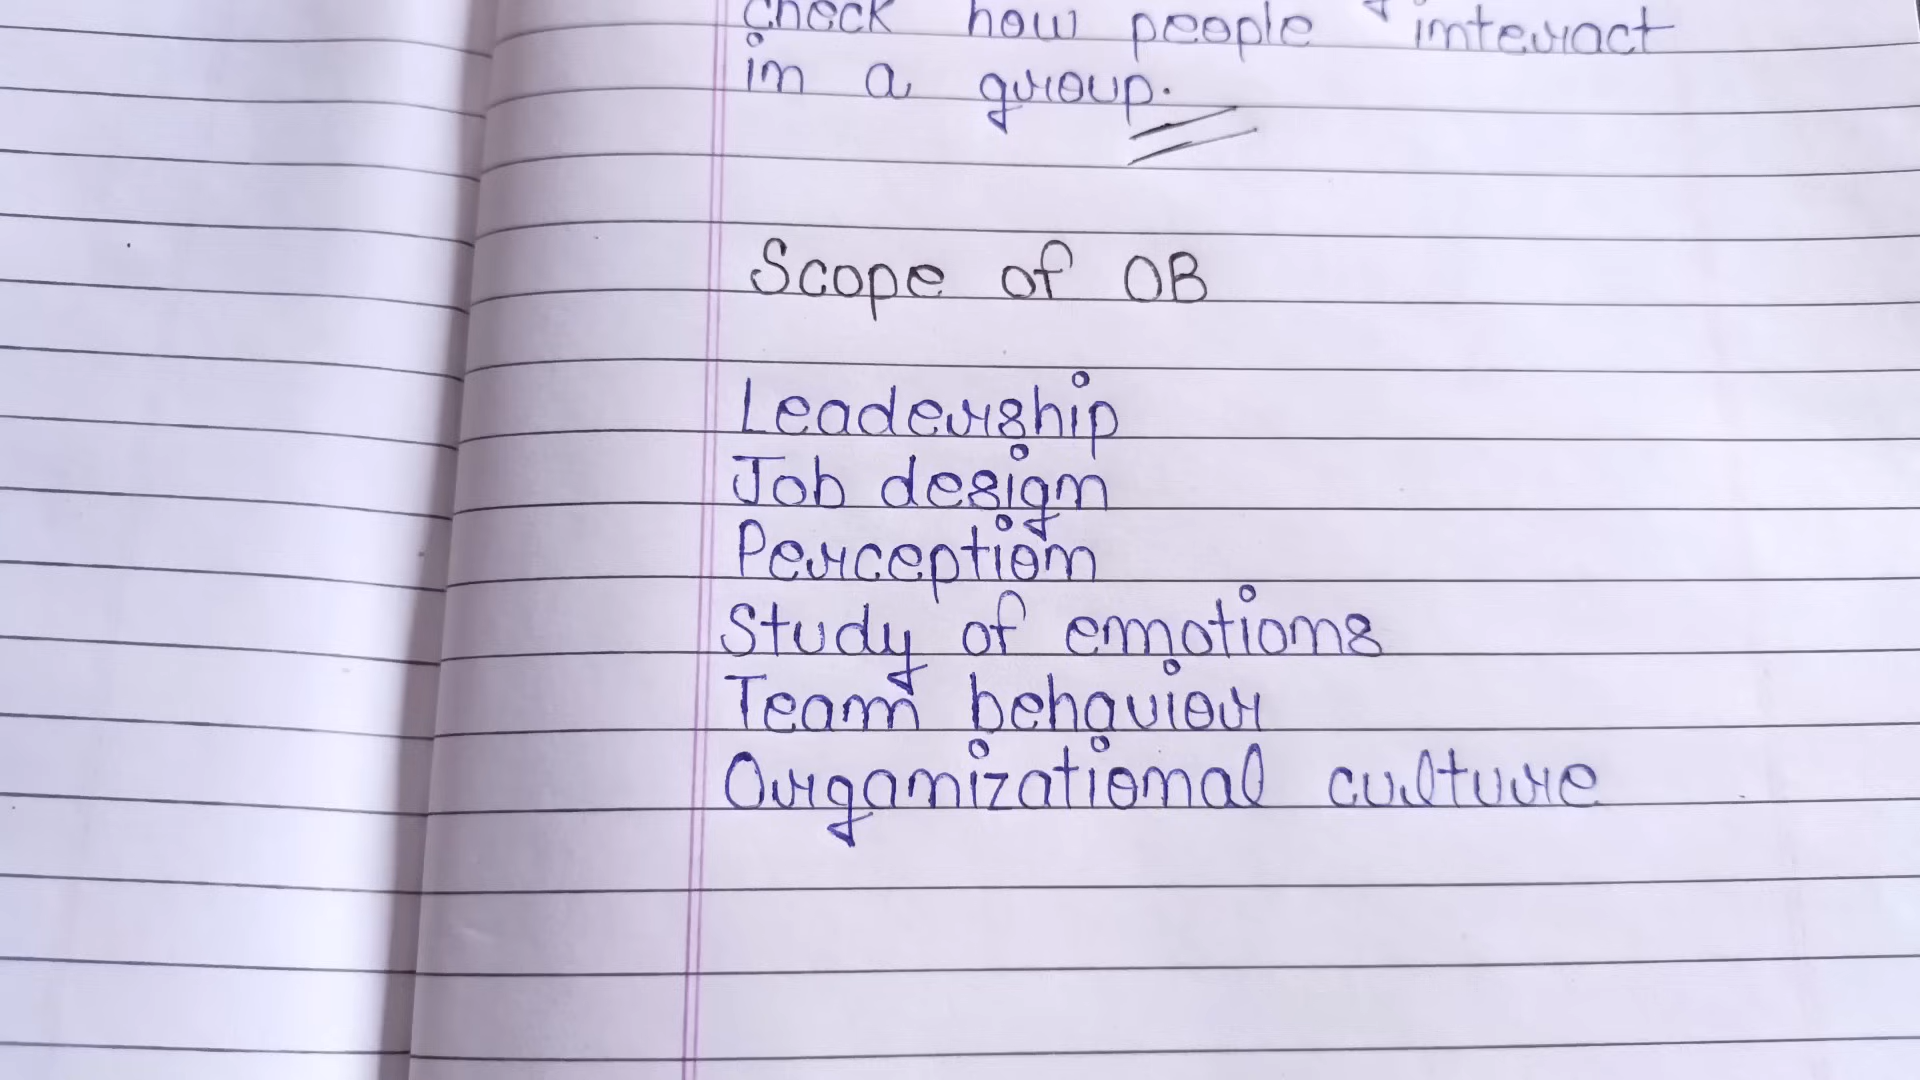 check how people interact
in a group.
Scope of OB
Leadership
Job design
Perception
Study of emotions
Team behaviour
Organizational culture